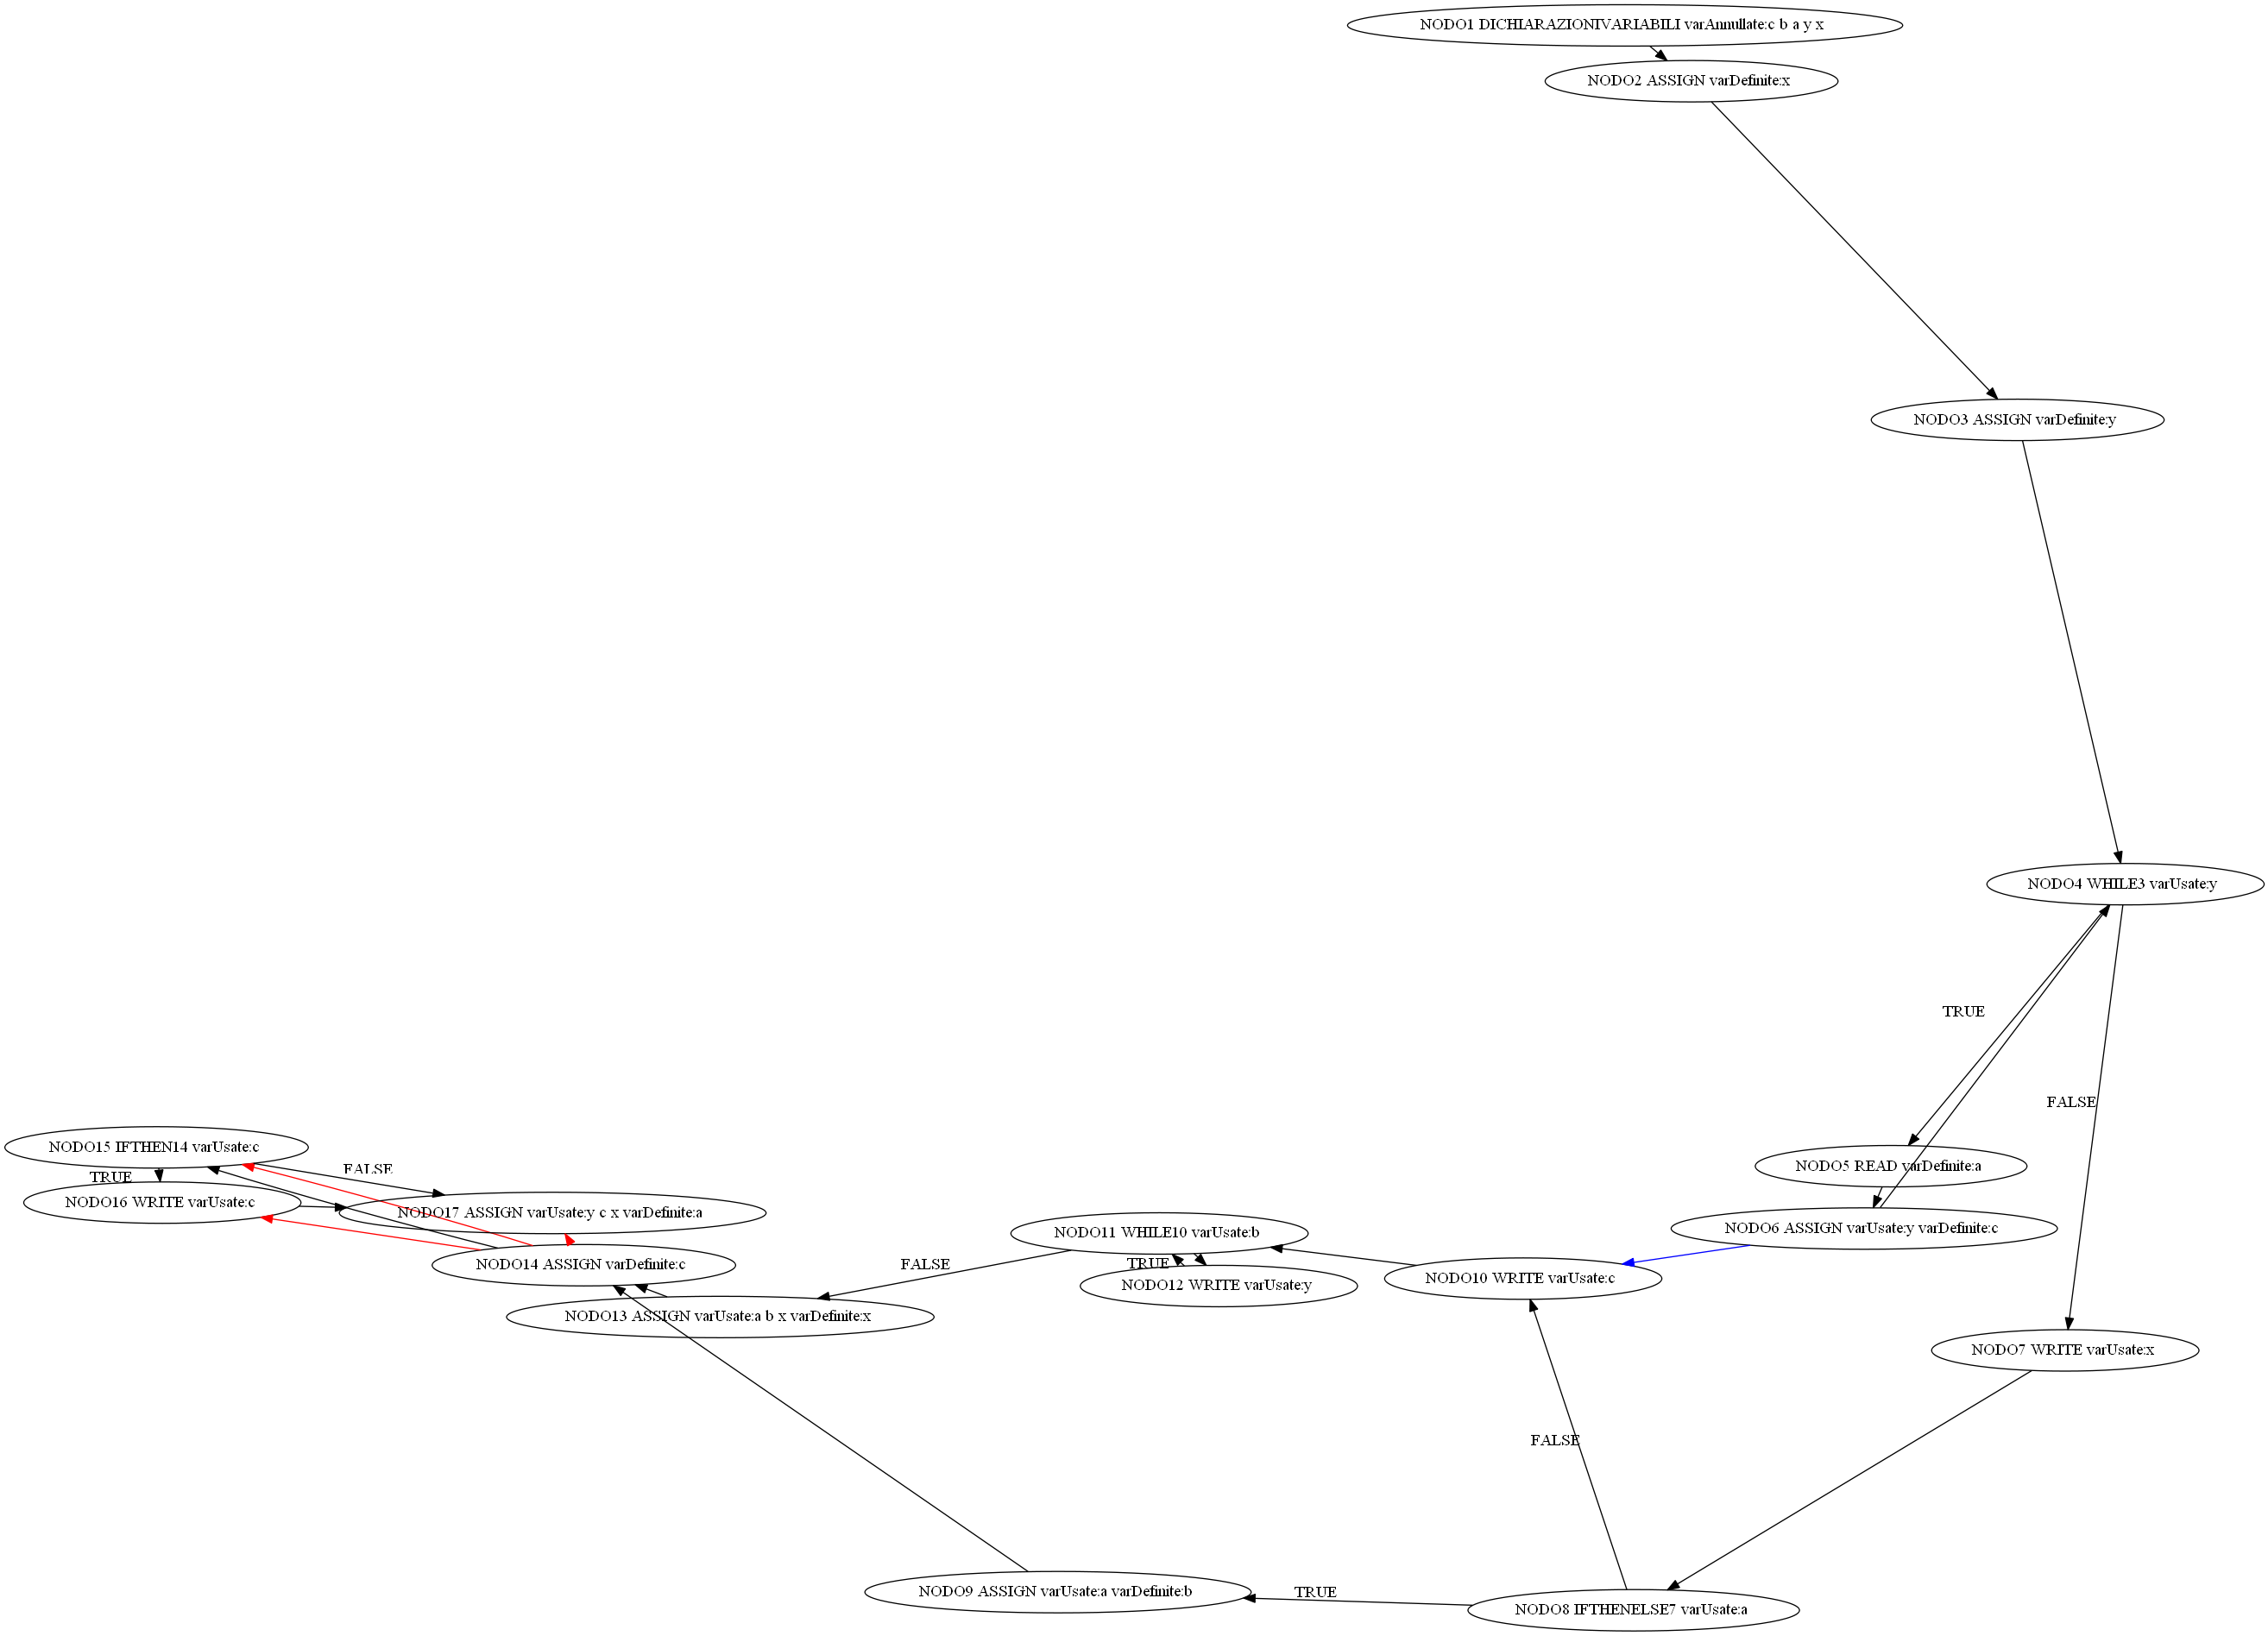 NODO1 DICHIARAZIONIVARIABILI varAnnullate:c b a y x
NODO2 ASSIGN varDefinite:x
NODO3 ASSIGN varDefinite:y
NODO4 WHILE3 varUsate:y
TRUE
FALSE
NODO5 READ varDefinite:a
NODO6 ASSIGN varUsate:y varDefinite:c
NODO7 WRITE varUsate:x
NODO8 IFTHENELSE7 varUsate:a
TRUE
FALSE
NODO9 ASSIGN varUsate:a varDefinite:b
NODO10 WRITE varUsate:c
NODO11 WHILE10 varUsate:b
TRUE
FALSE
NODO12 WRITE varUsate:y
NODO13 ASSIGN varUsate:a b x varDefinite:x
NODO14 ASSIGN varDefinite:c
NODO15 IFTHEN14 varUsate:c
TRUE
FALSE
NODO16 WRITE varUsate:c
NODO17 ASSIGN varUsate:y c x varDefinite:a